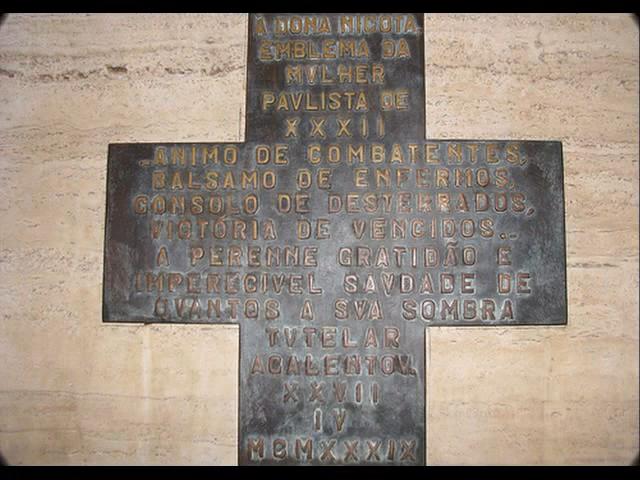 A DONA NICOTA
EMBLEMA DA
MVLHER
PAVLISTA DE
XXXII
..ANIMO DE COMBATENTES,
BALSAMO DE ENFERMOS,
CONSOLO DE DESTERRADOS,
VICTÓRIA DE VENCIDOS..
A PERENNE GRATIDÃO E
IMPERECIVEL SAVDADE DE
QVANTOS A SVA SOMBRA
TVTELAR
ACALENTOV.
XXVII
IV
MCMXXXIX